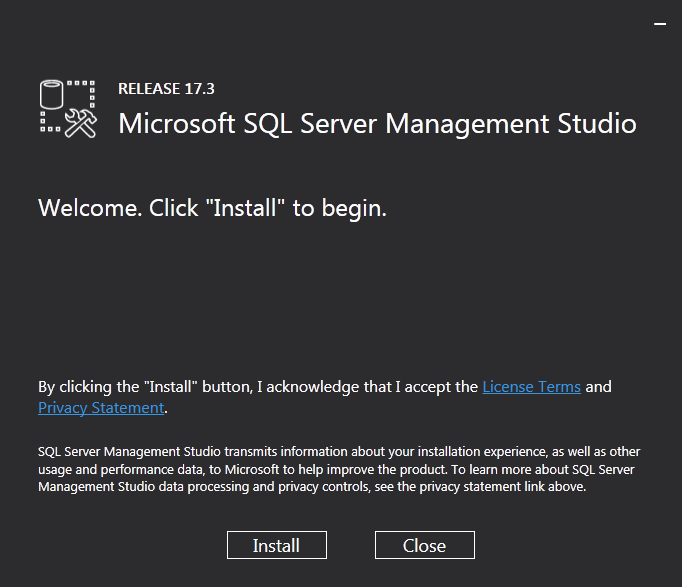 RELEASE 17.3
Microsoft SQL Server Management Studio
Welcome. Click "Install" to begin.
By clicking the "Install" button, I acknowledge that I accept the License Terms and
Privacy Statement.
SQL Server Management Studio transmits information about your installation experience, as well as other
usage and performance data, to Microsoft to help improve the product. To learn more about SQL Server
Management Studio data processing and privacy controls, see the privacy statement link above.
Install Close